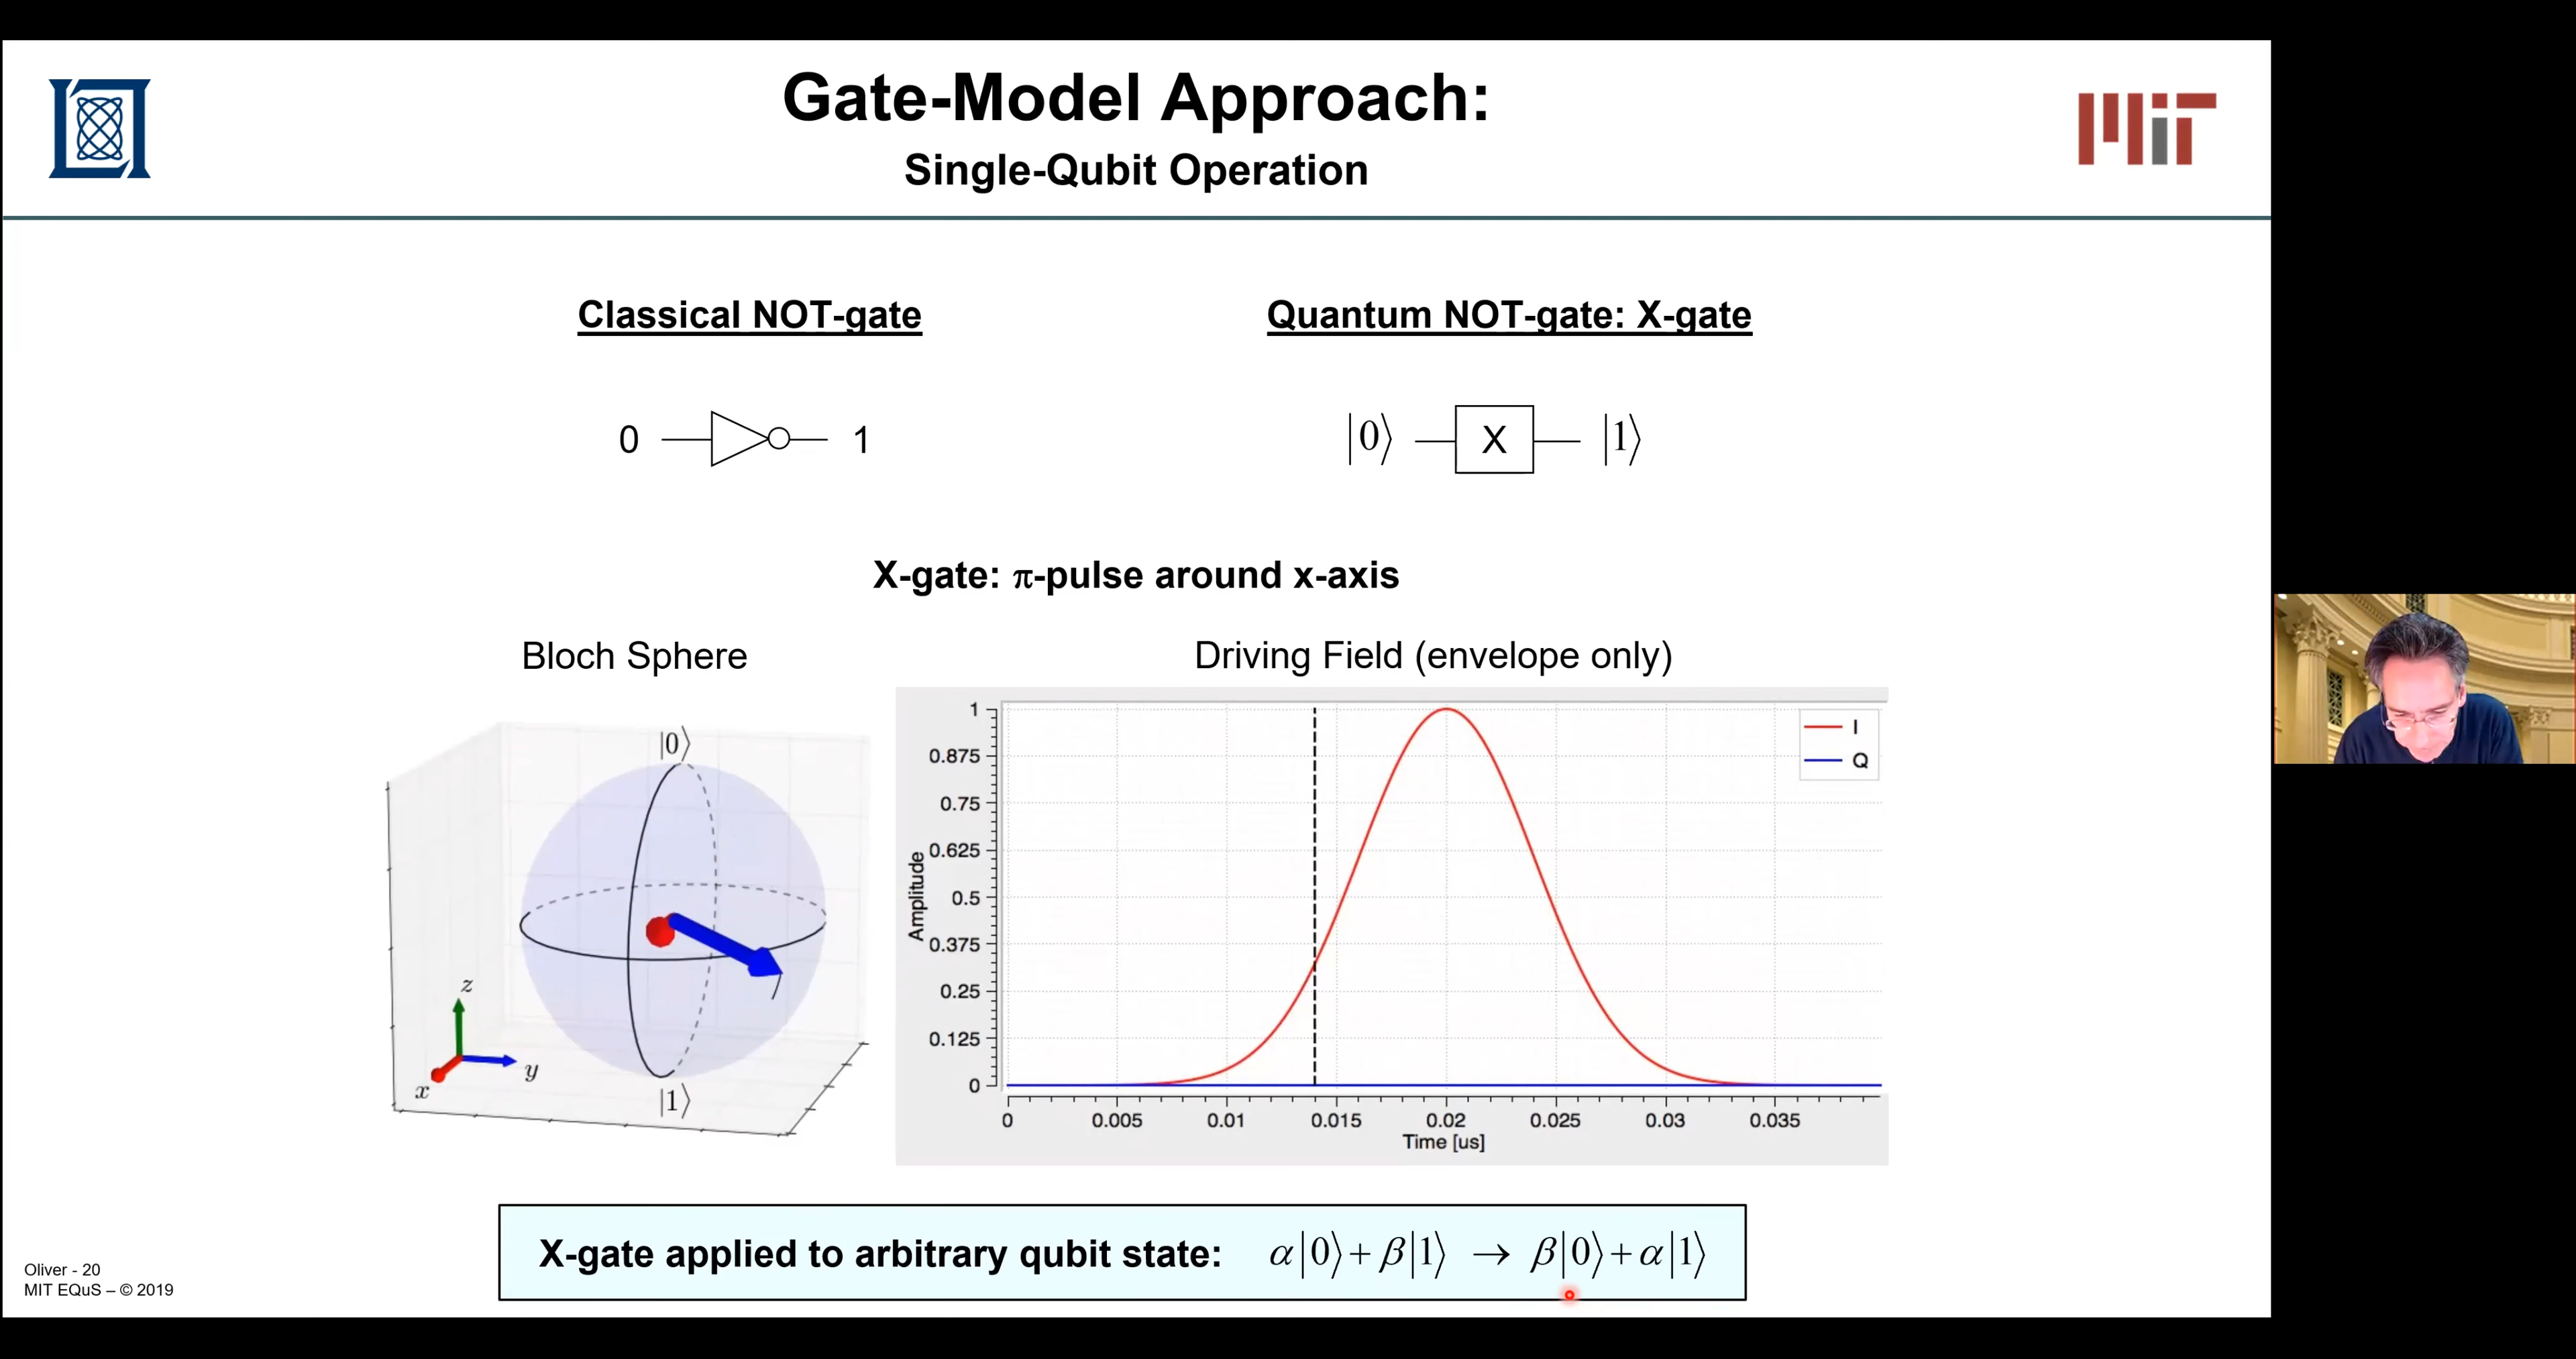 Gate-Model Approach:
Single-Qubit Operation
MIT
Classical NOT-gate
Quantum NOT-gate: X-gate
0 1
|0⟩ X |1⟩
X-gate: π-pulse around x-axis
Bloch Sphere
Driving Field (envelope only)
|0⟩
|1⟩
z
y
x
I
Q
1
0.875
0.75
0.625
0.5
0.375
0.25
0.125
0
Amplitude
0 0.005 0.01 0.015 0.02 0.025 0.03 0.035
Time [us]
X-gate applied to arbitrary qubit state: α|0⟩+β|1⟩ → β|0⟩+α|1⟩
Oliver - 20
MIT EQuS – © 2019